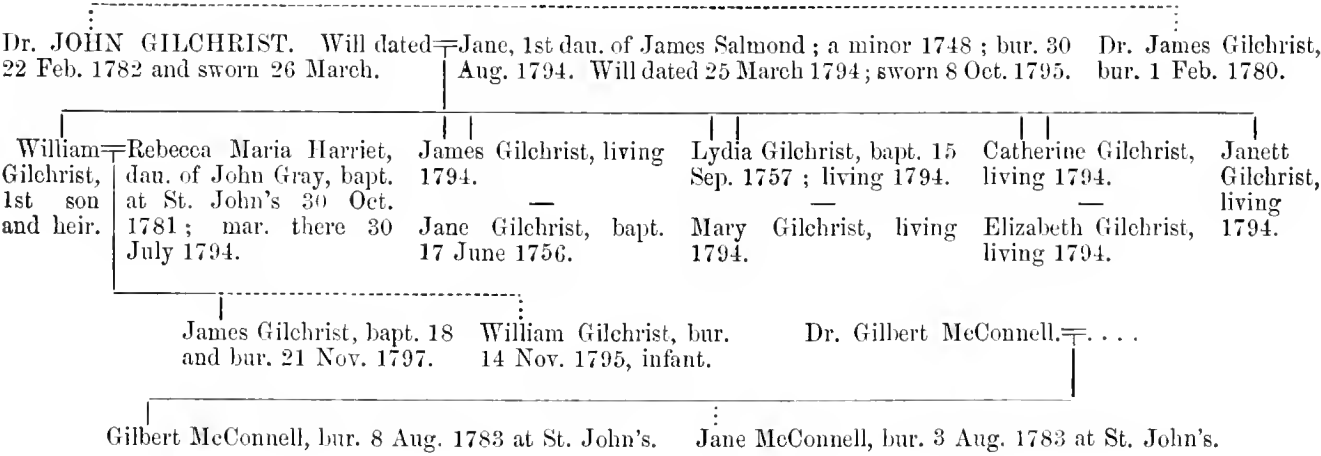 Dr. JOHN GILCHRIST. Will dated
22 Feb. 1782 and sworn 26 March.
Jane, 1st dau. of James Salmond ; a minor 1748 ; bur. 30
Aug. 1794. Will dated 25 March 1794 ; sworn 8 Oct. 1795.
Dr. James Gilchrist,
bur. 1 Feb. 1780.
William
Gilchrist,
1st son
and heir.
Rebecca Maria Harriet,
dau. of John Gray, bapt.
at St. John's 30 Oct.
1781 ; mar. there 30
July 1794.
James Gilchrist, living
1794.
—
Jane Gilchrist, bapt.
17 June 1756.
Lydia Gilchrist, bapt. 15
Sep. 1757 ; living 1794.
—
Mary Gilchrist, living
1794.
Catherine Gilchrist,
living 1794.
—
Elizabeth Gilchrist,
living 1794.
Janett
Gilchrist,
living
1794.
James Gilchrist, bapt. 18
and bur. 21 Nov. 1797.
William Gilchrist, bur.
14 Nov. 1795, infant.
Dr. Gilbert McConnell.
. . . .
Gilbert McConnell, bur. 8 Aug. 1783 at St. John's.
Jane McConnell, bur. 3 Aug. 1783 at St. John's.